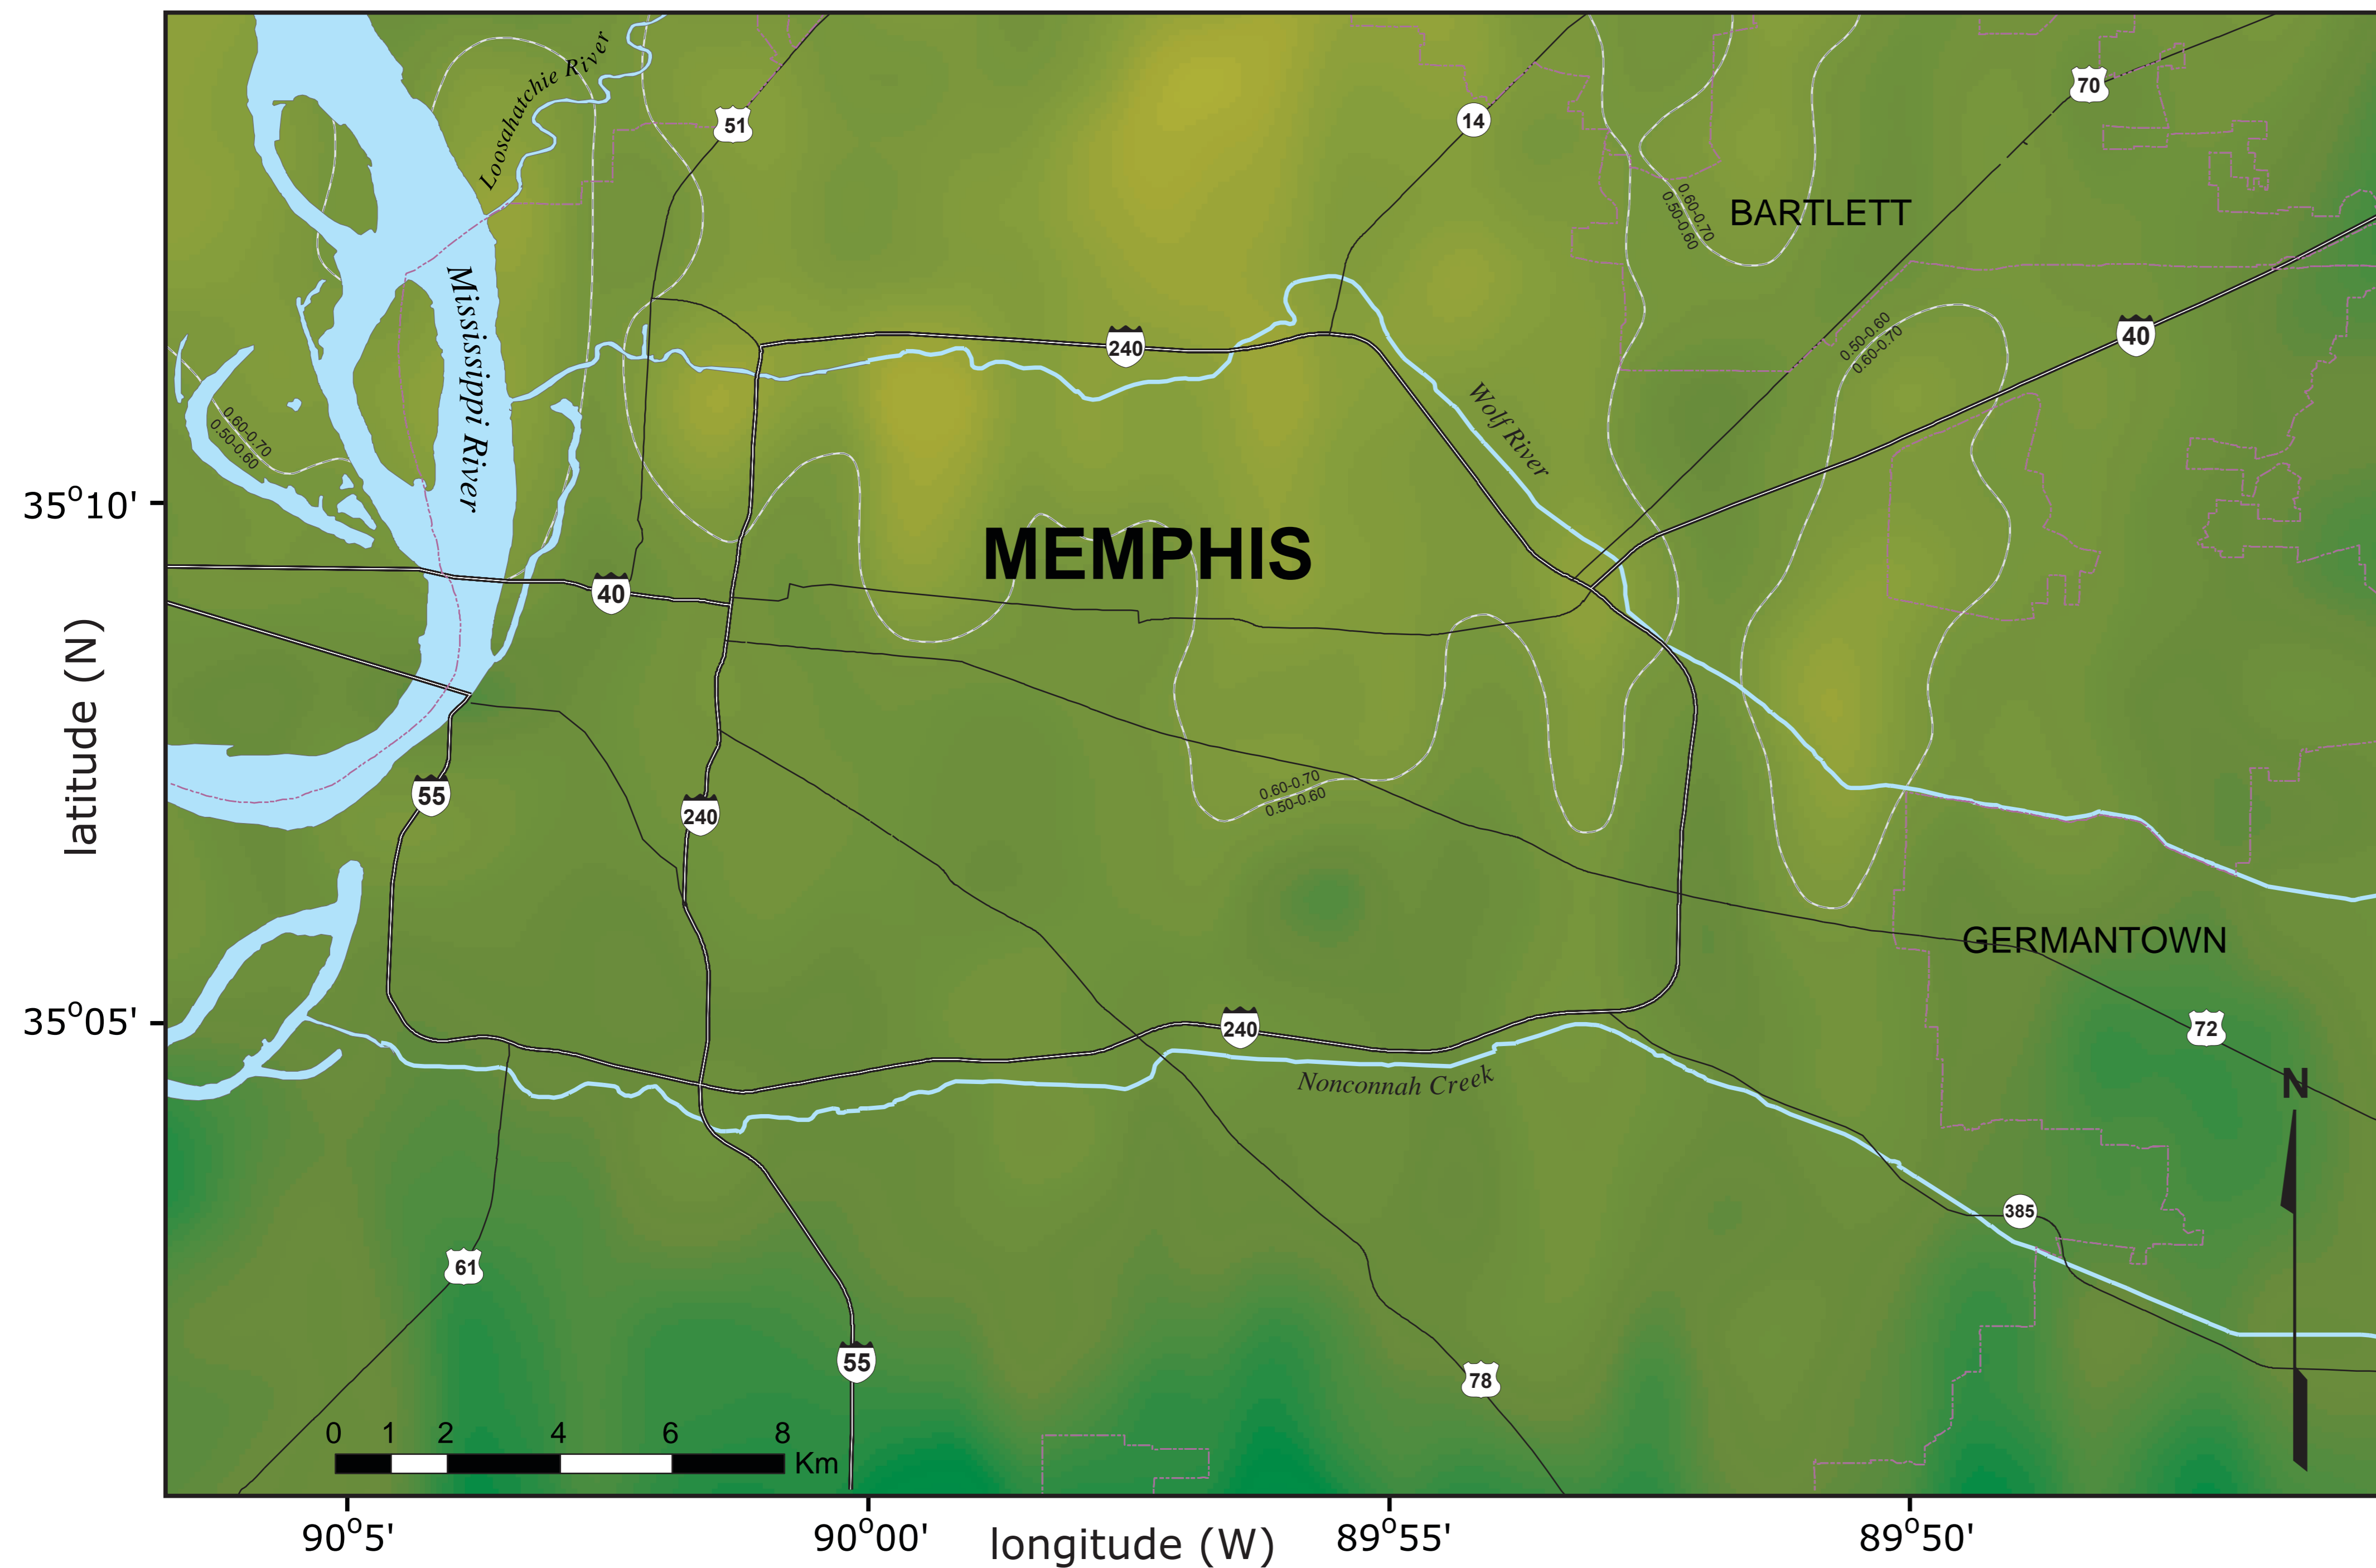 Loosahatchie River
51
14
70
BARTLETT
0.60-0.70
0.50-0.60
Mississippi River
240
40
0.50-0.60
0.60-0.70
Wolf River
0.60-0.70
0.50-0.60
35°10'
MEMPHIS
40
latitude (N)
55
240
0.60-0.70
0.50-0.60
GERMANTOWN
35°05'
240
72
Nonconnah Creek
N
385
61
55
78
0 1 2 4 6 8
Km
90°5'
90°00'
89°55'
89°50'
longitude (W)